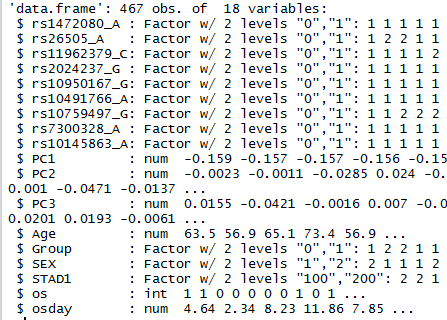 'data.frame': 467 obs. of  18 variables:
 $ rs1472080_A : Factor w/ 2 levels "0","1": 1 1 1 1 1
 $ rs26505_A   : Factor w/ 2 levels "0","1": 1 2 2 1 1
 $ rs11962379_C: Factor w/ 2 levels "0","1": 1 1 1 1 2
 $ rs2024237_G : Factor w/ 2 levels "0","1": 1 1 1 1 1
 $ rs10950167_G: Factor w/ 2 levels "0","1": 1 1 1 1 1
 $ rs10491766_A: Factor w/ 2 levels "0","1": 1 1 1 1 1
 $ rs10759497_G: Factor w/ 2 levels "0","1": 1 1 2 2 2
 $ rs7300328_A : Factor w/ 2 levels "0","1": 1 1 1 1 1
 $ rs10145863_A: Factor w/ 2 levels "0","1": 1 1 1 1 1
 $ PC1         : num  -0.159 -0.157 -0.157 -0.156 -0.15
 $ PC2         : num  -0.0023 -0.0011 -0.0285 0.024 -0.
0.001 -0.0471 -0.0137 ...
 $ PC3         : num  0.0155 -0.0421 -0.0016 0.007 -0.0
0.0201 0.0193 -0.0061 ...
 $ Age         : num  63.5 56.9 65.1 73.4 56.9 ...
 $ Group       : Factor w/ 2 levels "0","1": 1 2 2 1 1
 $ SEX         : Factor w/ 2 levels "1","2": 2 1 1 1 2
 $ STAD1       : Factor w/ 2 levels "100","200": 2 2 1
 $ os          : int  1 1 0 0 0 0 0 1 0 1 ...
 $ osday       : num  4.64 2.34 8.23 11.86 7.85 ...